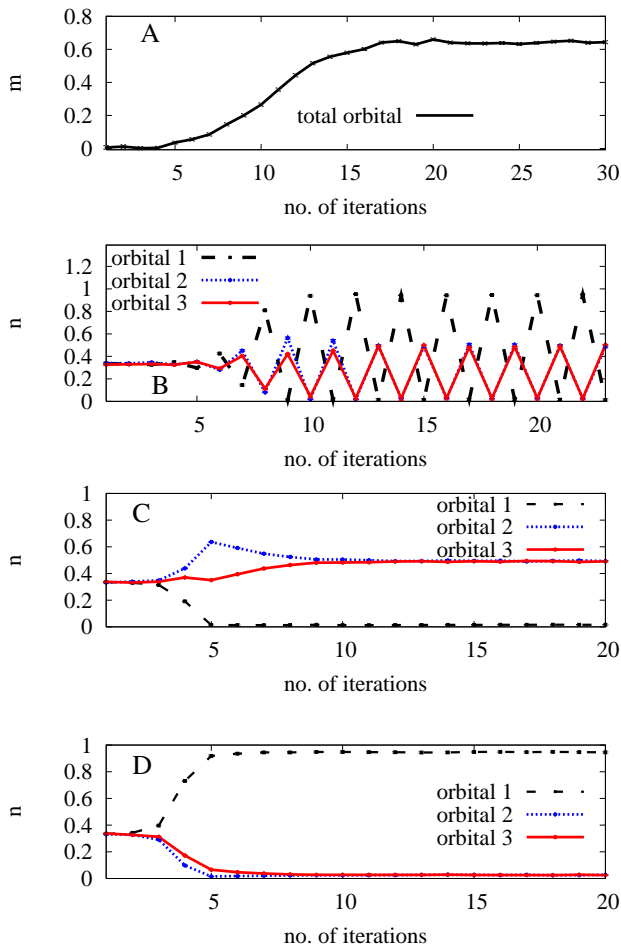 0.8
A
0.6
m
0.4
0.2
total orbital
0
5 10 15 20 25 30
no. of iterations
orbital 1
1.2
orbital 2
1
orbital 3
0.8
n
0.6
0.4
0.2
B
0
5 10 15 20
no. of iterations
1
C
orbital 1
0.8
orbital 2
n
0.6
orbital 3
0.4
0.2
0
5 10 15 20
no. of iterations
1
D
0.8
n
0.6
orbital 1
0.4
orbital 2
orbital 3
0.2
0
5 10 15 20
no. of iterations